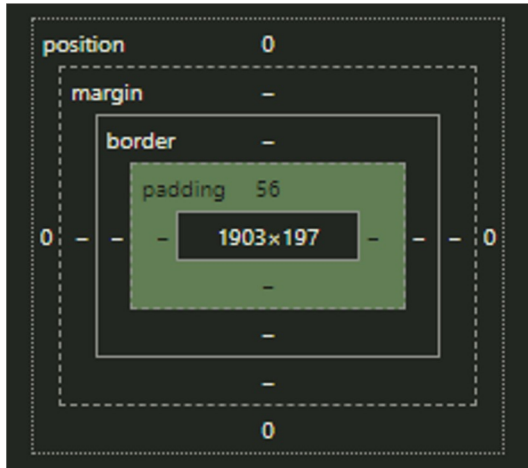 position 0
margin –
border –
padding 56
0 – – – 1903×197 – – – 0
–
–
–
0